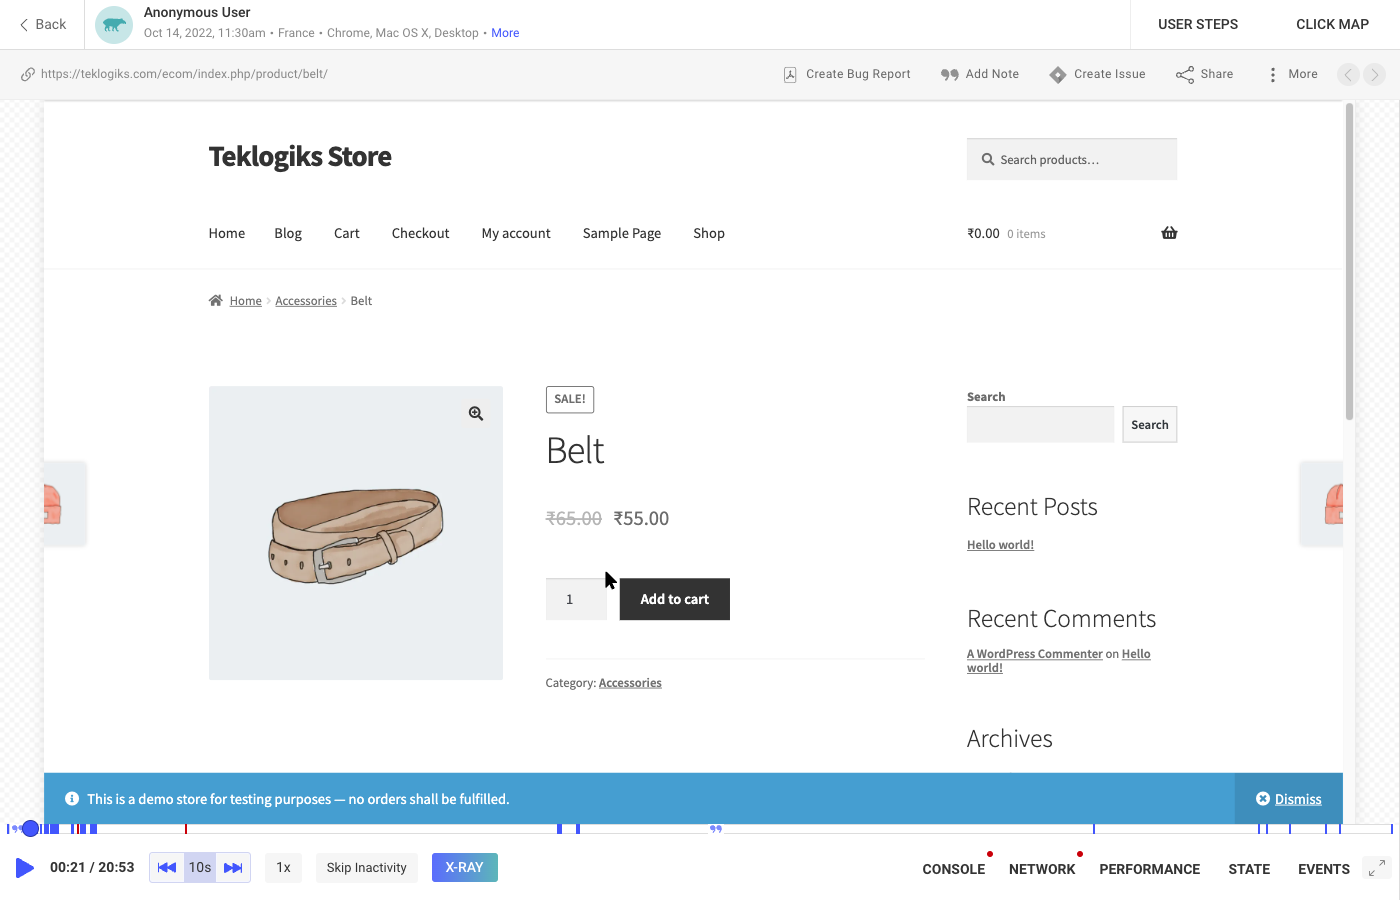 Back
Anonymous User
Oct 14, 2022, 11:30am • France • Chrome, Mac OS X, Desktop • More
USER STEPS
CLICK MAP
https://teklogiks.com/ecom/index.php/product/belt/
Create Bug Report
Add Note
Create Issue
Share
More
Teklogiks Store
Search products…
Home
Blog
Cart
Checkout
My account
Sample Page
Shop
₹0.00 0 items
Home
Accessories
Belt
SALE!
Belt
₹65.00 ₹55.00
1
Add to cart
Category: Accessories
Search
Search
Recent Posts
Hello world!
Recent Comments
A WordPress Commenter on Hello
world!
Archives
This is a demo store for testing purposes — no orders shall be fulfilled.
Dismiss
00:21 / 20:53
10s
1x
Skip Inactivity
X-RAY
CONSOLE
NETWORK
PERFORMANCE
STATE
EVENTS